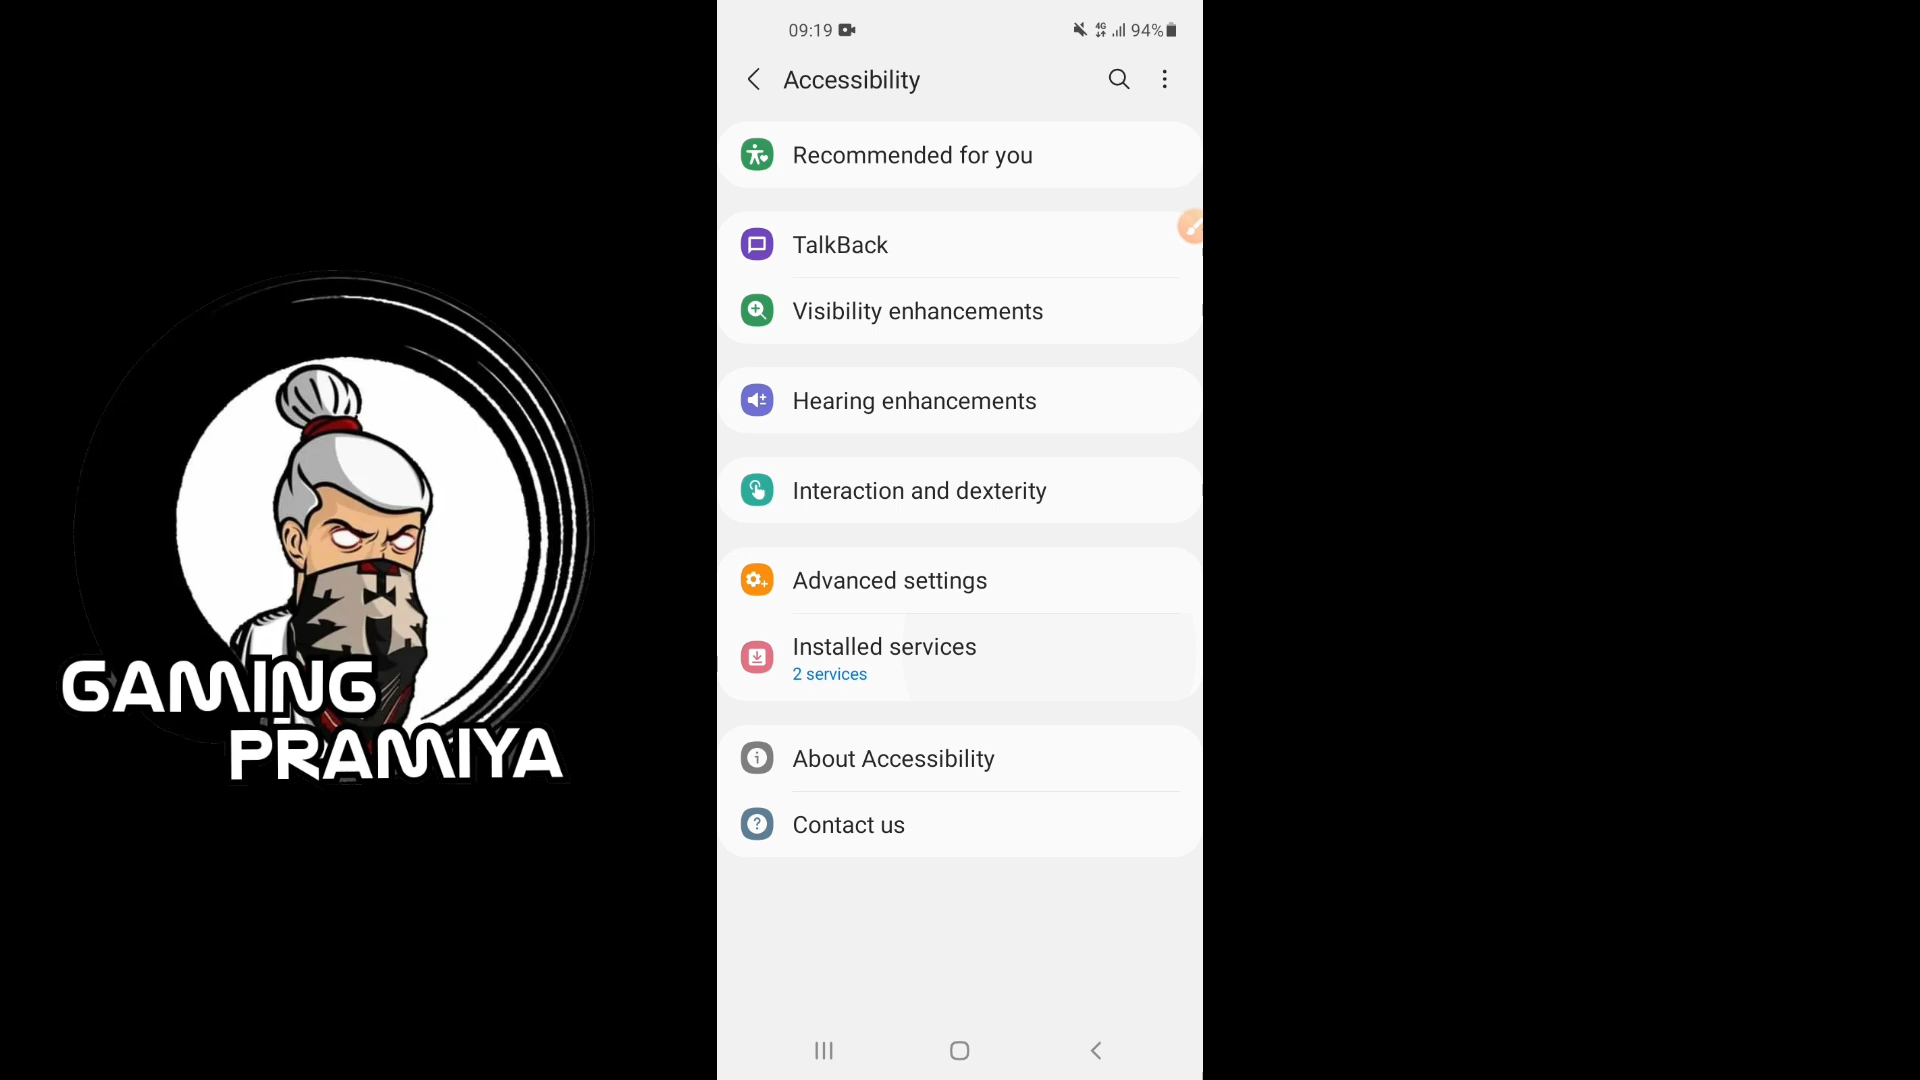 09:19
4G
94%
Accessibility
Recommended for you
TalkBack
Visibility enhancements
Hearing enhancements
Interaction and dexterity
Advanced settings
Installed services
2 services
About Accessibility
Contact us
GAMING
PRAMIYA